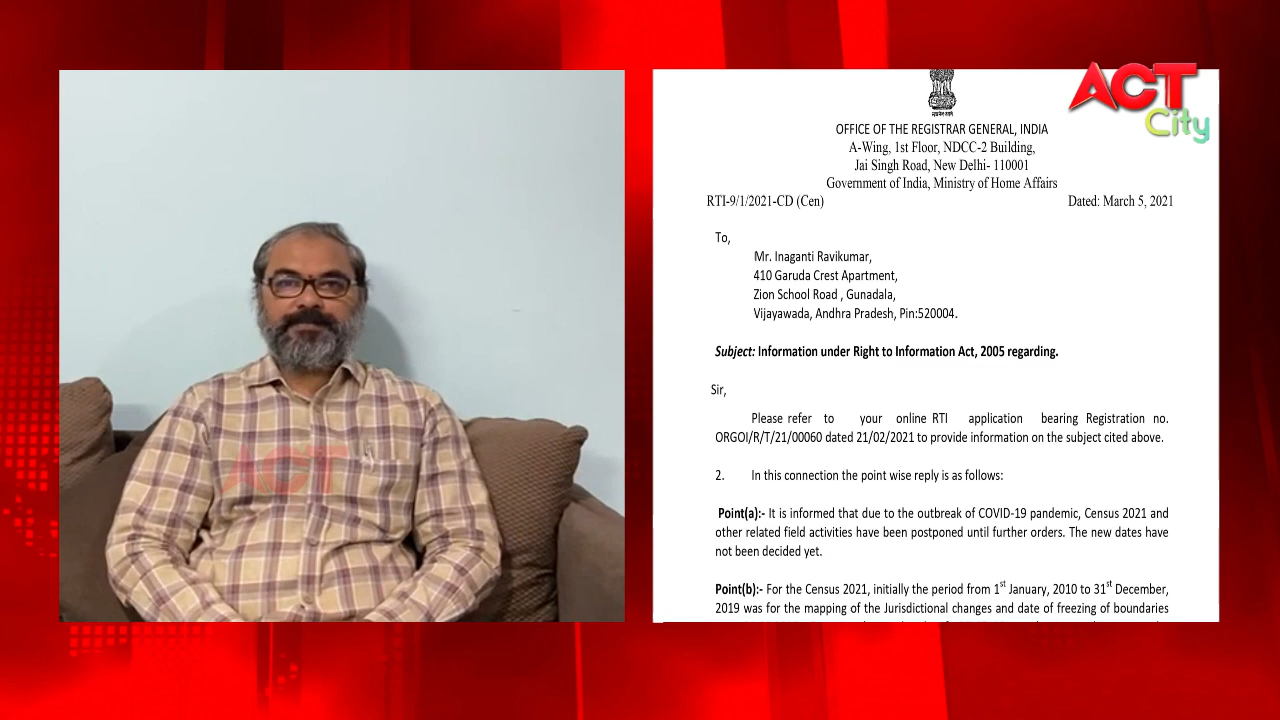 ACT
City
OFFICE OF THE REGISTRAR GENERAL, INDIA
A-Wing, 1st Floor, NDCC-2 Building,
Jai Singh Road, New Delhi- 110001
Government of India, Ministry of Home Affairs
RTI-9/1/2021-CD (Cen) Dated: March 5, 2021
To,
Mr. Inaganti Ravikumar,
410 Garuda Crest Apartment,
Zion School Road , Gunadala,
Vijayawada, Andhra Pradesh, Pin:520004.
Subject: Information under Right to Information Act, 2005 regarding.
Sir,
Please refer to your online RTI application bearing Registration no.
ORGOI/R/T/21/00060 dated 21/02/2021 to provide information on the subject cited above.
2. In this connection the point wise reply is as follows:
Point(a):- It is informed that due to the outbreak of COVID-19 pandemic, Census 2021 and
other related field activities have been postponed until further orders. The new dates have
not been decided yet.
Point(b):- For the Census 2021, initially the period from 1st January, 2010 to 31st December,
2019 was for the mapping of the Jurisdictional changes and date of freezing of boundaries
ACT